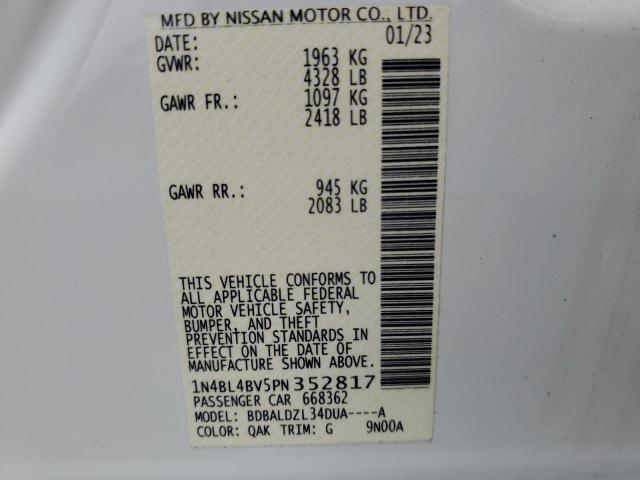 MFD BY NISSAN MOTOR CO., LTD.
DATE: 01/23
GVWR: 1963 KG
4328 LB
GAWR FR.: 1097 KG
2418 LB
GAWR RR.: 945 KG
2083 LB
THIS VEHICLE CONFORMS TO
ALL APPLICABLE FEDERAL
MOTOR VEHICLE SAFETY,
BUMPER, AND THEFT
PREVENTION STANDARDS IN
EFFECT ON THE DATE OF
MANUFACTURE SHOWN ABOVE.
1N4BL4BV5PN352817
PASSENGER CAR 668362
MODEL: BDBALDZL34DUA----A
COLOR: QAK TRIM: G 9N00A